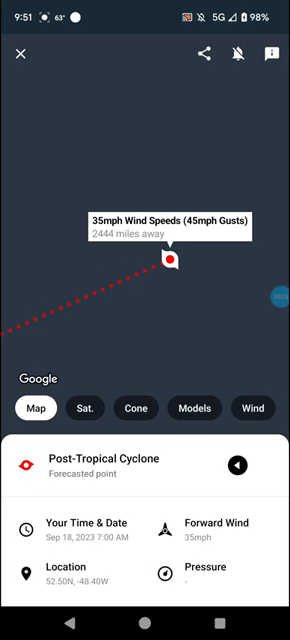 9:51 63° 5G 98%
35mph Wind Speeds (45mph Gusts)
2444 miles away
Google
Map Sat. Cone Models Wind
Post-Tropical Cyclone
Forecasted point
Your Time & Date Forward Wind
Sep 18, 2023 7:00 AM 35mph
Location Pressure
52.50N, -48.40W -